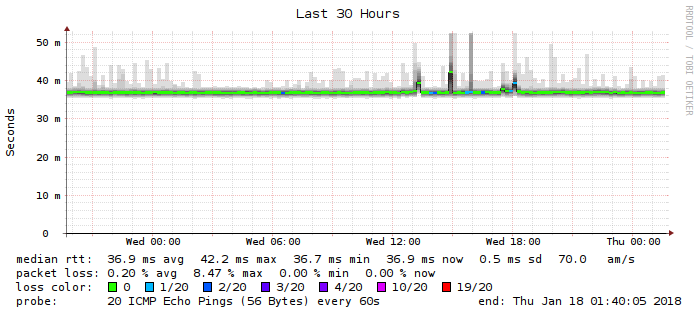 Last 30 Hours
RRDTOOL / TOBI OETIKER
Seconds
50 m
40 m
30 m
20 m
10 m
0
Wed 00:00 Wed 06:00 Wed 12:00 Wed 18:00 Thu 00:00
median rtt: 36.9 ms avg 42.2 ms max 36.7 ms min 36.9 ms now 0.5 ms sd 70.0 am/s
packet loss: 0.20 % avg 8.47 % max 0.00 % min 0.00 % now
loss color: 0 1/20 2/20 3/20 4/20 10/20 19/20
probe: 20 ICMP Echo Pings (56 Bytes) every 60s end: Thu Jan 18 01:40:05 2018